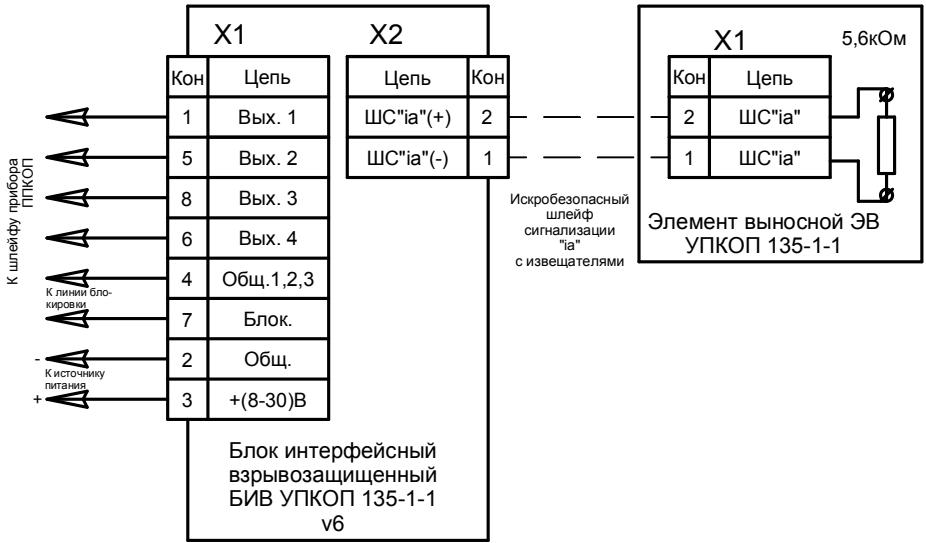 X1
X2
Кон
Цепь
1
Вых. 1
5
Вых. 2
8
Вых. 3
6
Вых. 4
4
Общ.1,2,3
7
Блок.
2
Общ.
3
+(8-30)В
Цепь
Кон
ШС"ia"(+)
2
ШС"ia"(-)
1
К шлейфу прибора
ППКОП
К линии бло-
кировки
-
К источнику
питания
+
Блок интерфейсный
взрывозащищенный
БИВ УПКОП 135-1-1
v6
Искробезопасный
шлейф
сигнализации
"ia"
с извещателями
X1
5,6кОм
Кон
Цепь
2
ШС"ia"
1
ШС"ia"
Элемент выносной ЭВ
УПКОП 135-1-1